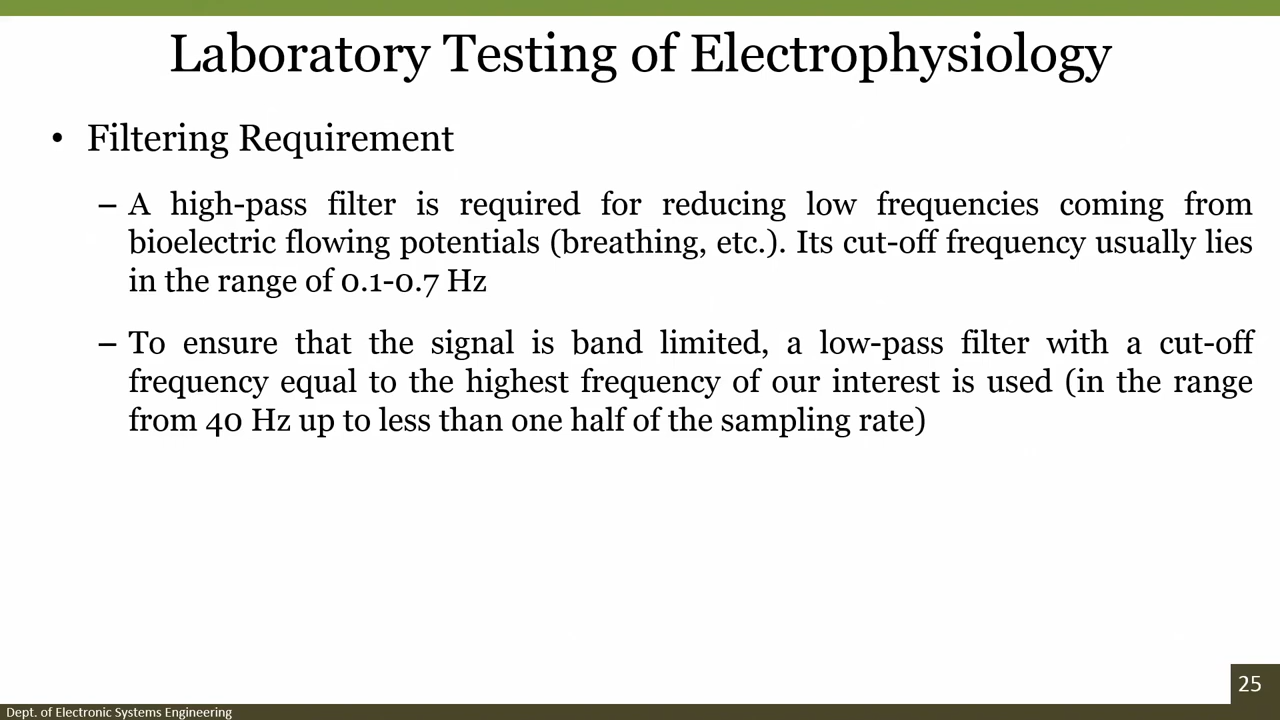 Laboratory Testing of Electrophysiology
• Filtering Requirement
– A high-pass filter is required for reducing low frequencies coming from
bioelectric flowing potentials (breathing, etc.). Its cut-off frequency usually lies
in the range of 0.1-0.7 Hz
– To ensure that the signal is band limited, a low-pass filter with a cut-off
frequency equal to the highest frequency of our interest is used (in the range
from 40 Hz up to less than one half of the sampling rate)
25
Dept. of Electronic Systems Engineering